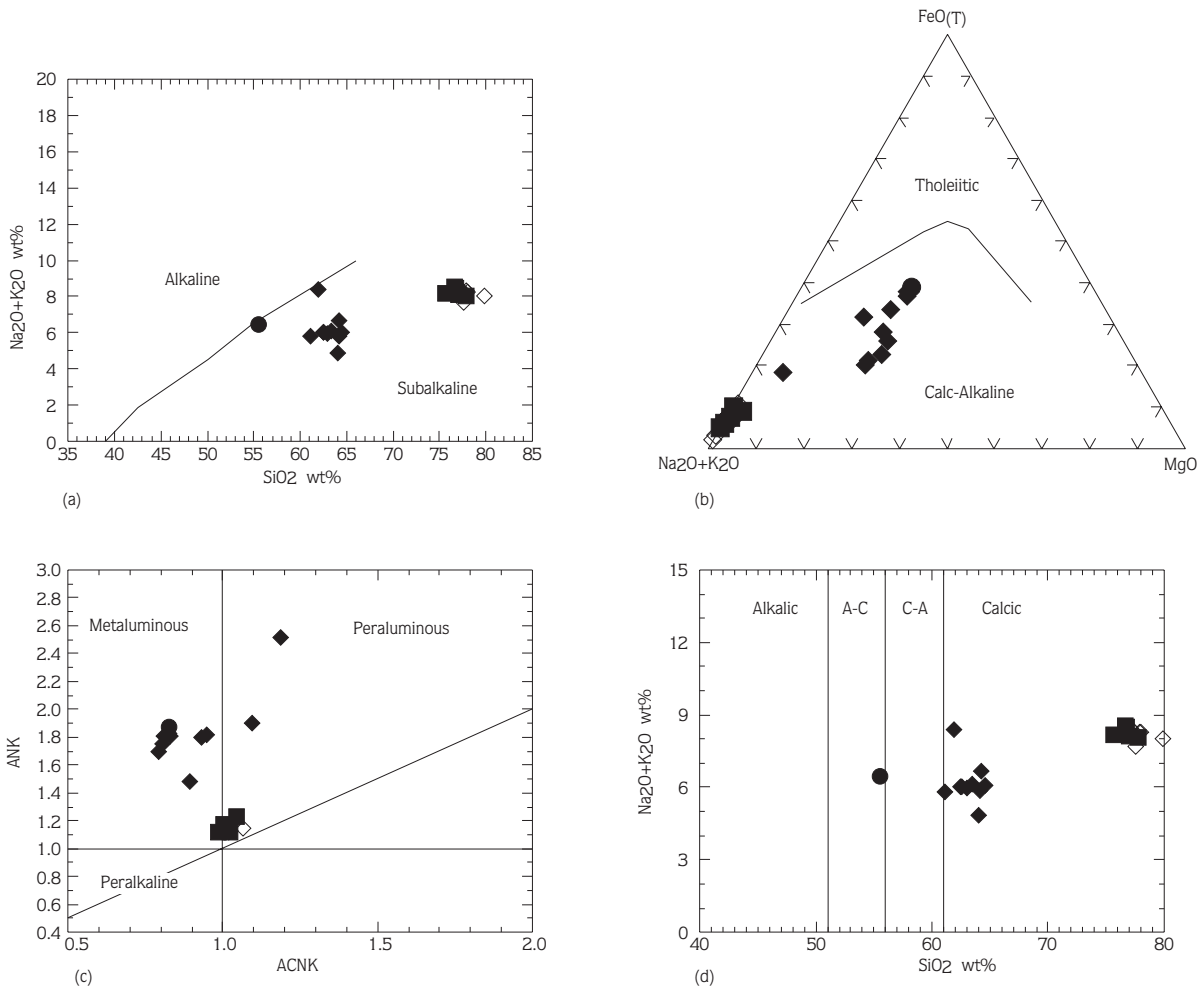 20
18
16
14
12
10
8
6
4
2
0
Na2O+K2O wt%
Alkaline
Subalkaline
35 40 45 50 55 60 65 70 75 80 85
SiO2 wt%
(a)
FeO(T)
Tholeiitic
Calc-Alkaline
Na2O+K2O
MgO
(b)
3.0
2.8
2.6
2.4
2.2
2.0
1.8
1.6
1.4
1.2
1.0
0.8
0.6
0.4
ANK
Metaluminous
Peraluminous
Peralkaline
0.5 1.0 1.5 2.0
ACNK
(c)
15
12
9
6
3
0
Na2O+K2O wt%
Alkalic A-C C-A Calcic
40 50 60 70 80
SiO2 wt%
(d)